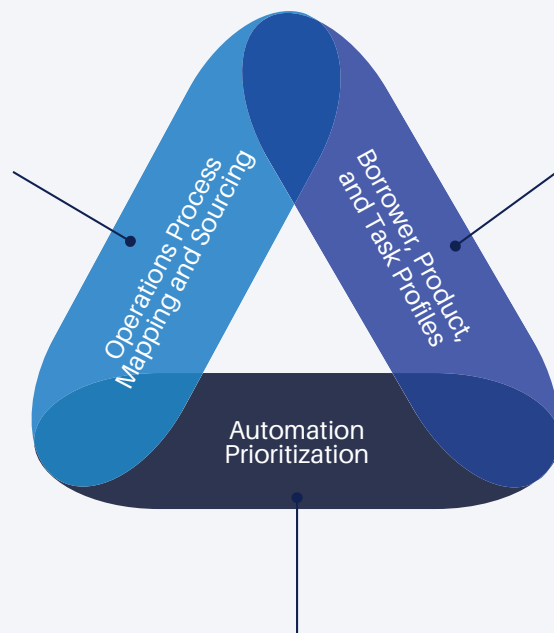 Operations Process
Mapping and Sourcing
Borrower, Product,
and Task Profiles
Automation
Prioritization